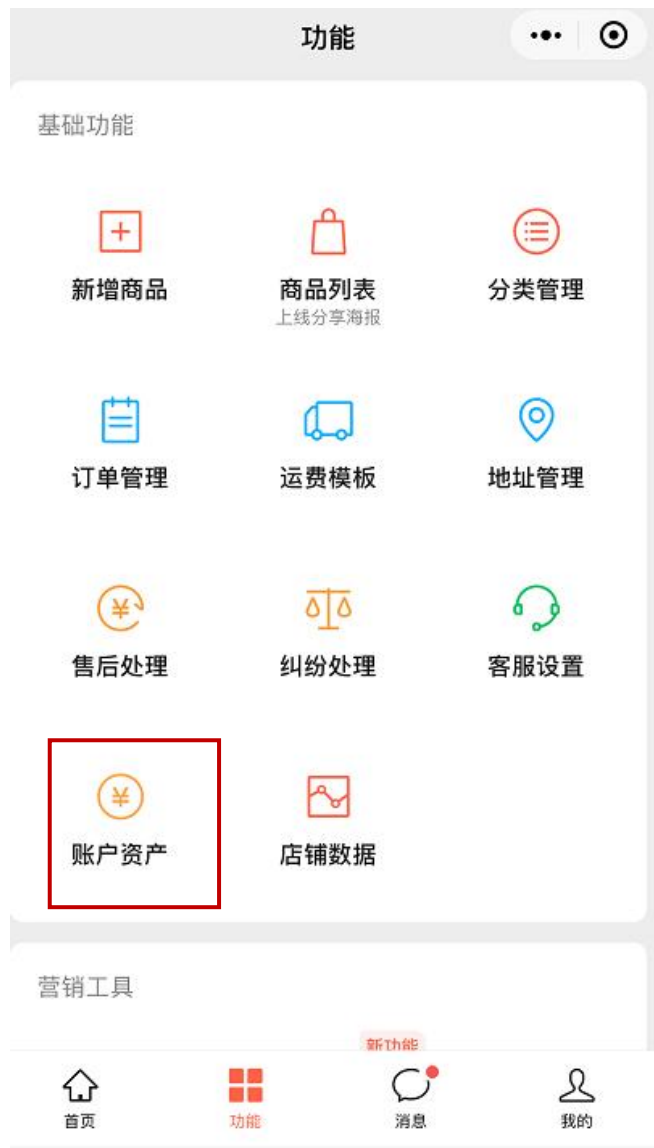 功能
基础功能
新增商品
商品列表
分类管理
上线分享海报
订单管理
运费模板
地址管理
售后处理
纠纷处理
客服设置
账户资产
店铺数据
营销工具
新功能
首页
功能
消息
我的